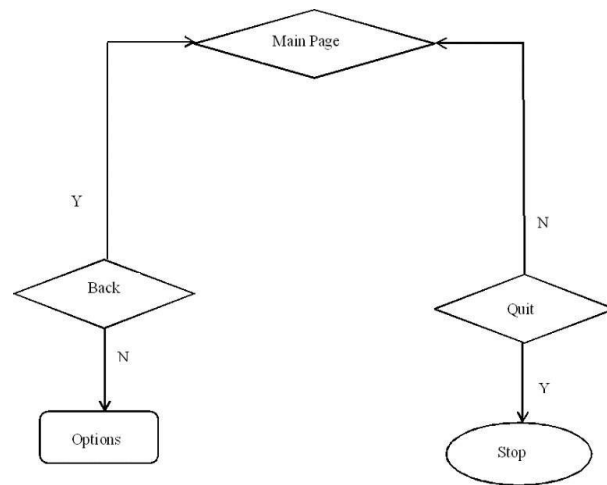 Main Page
Y
N
Back
Quit
N
Y
Options
Stop